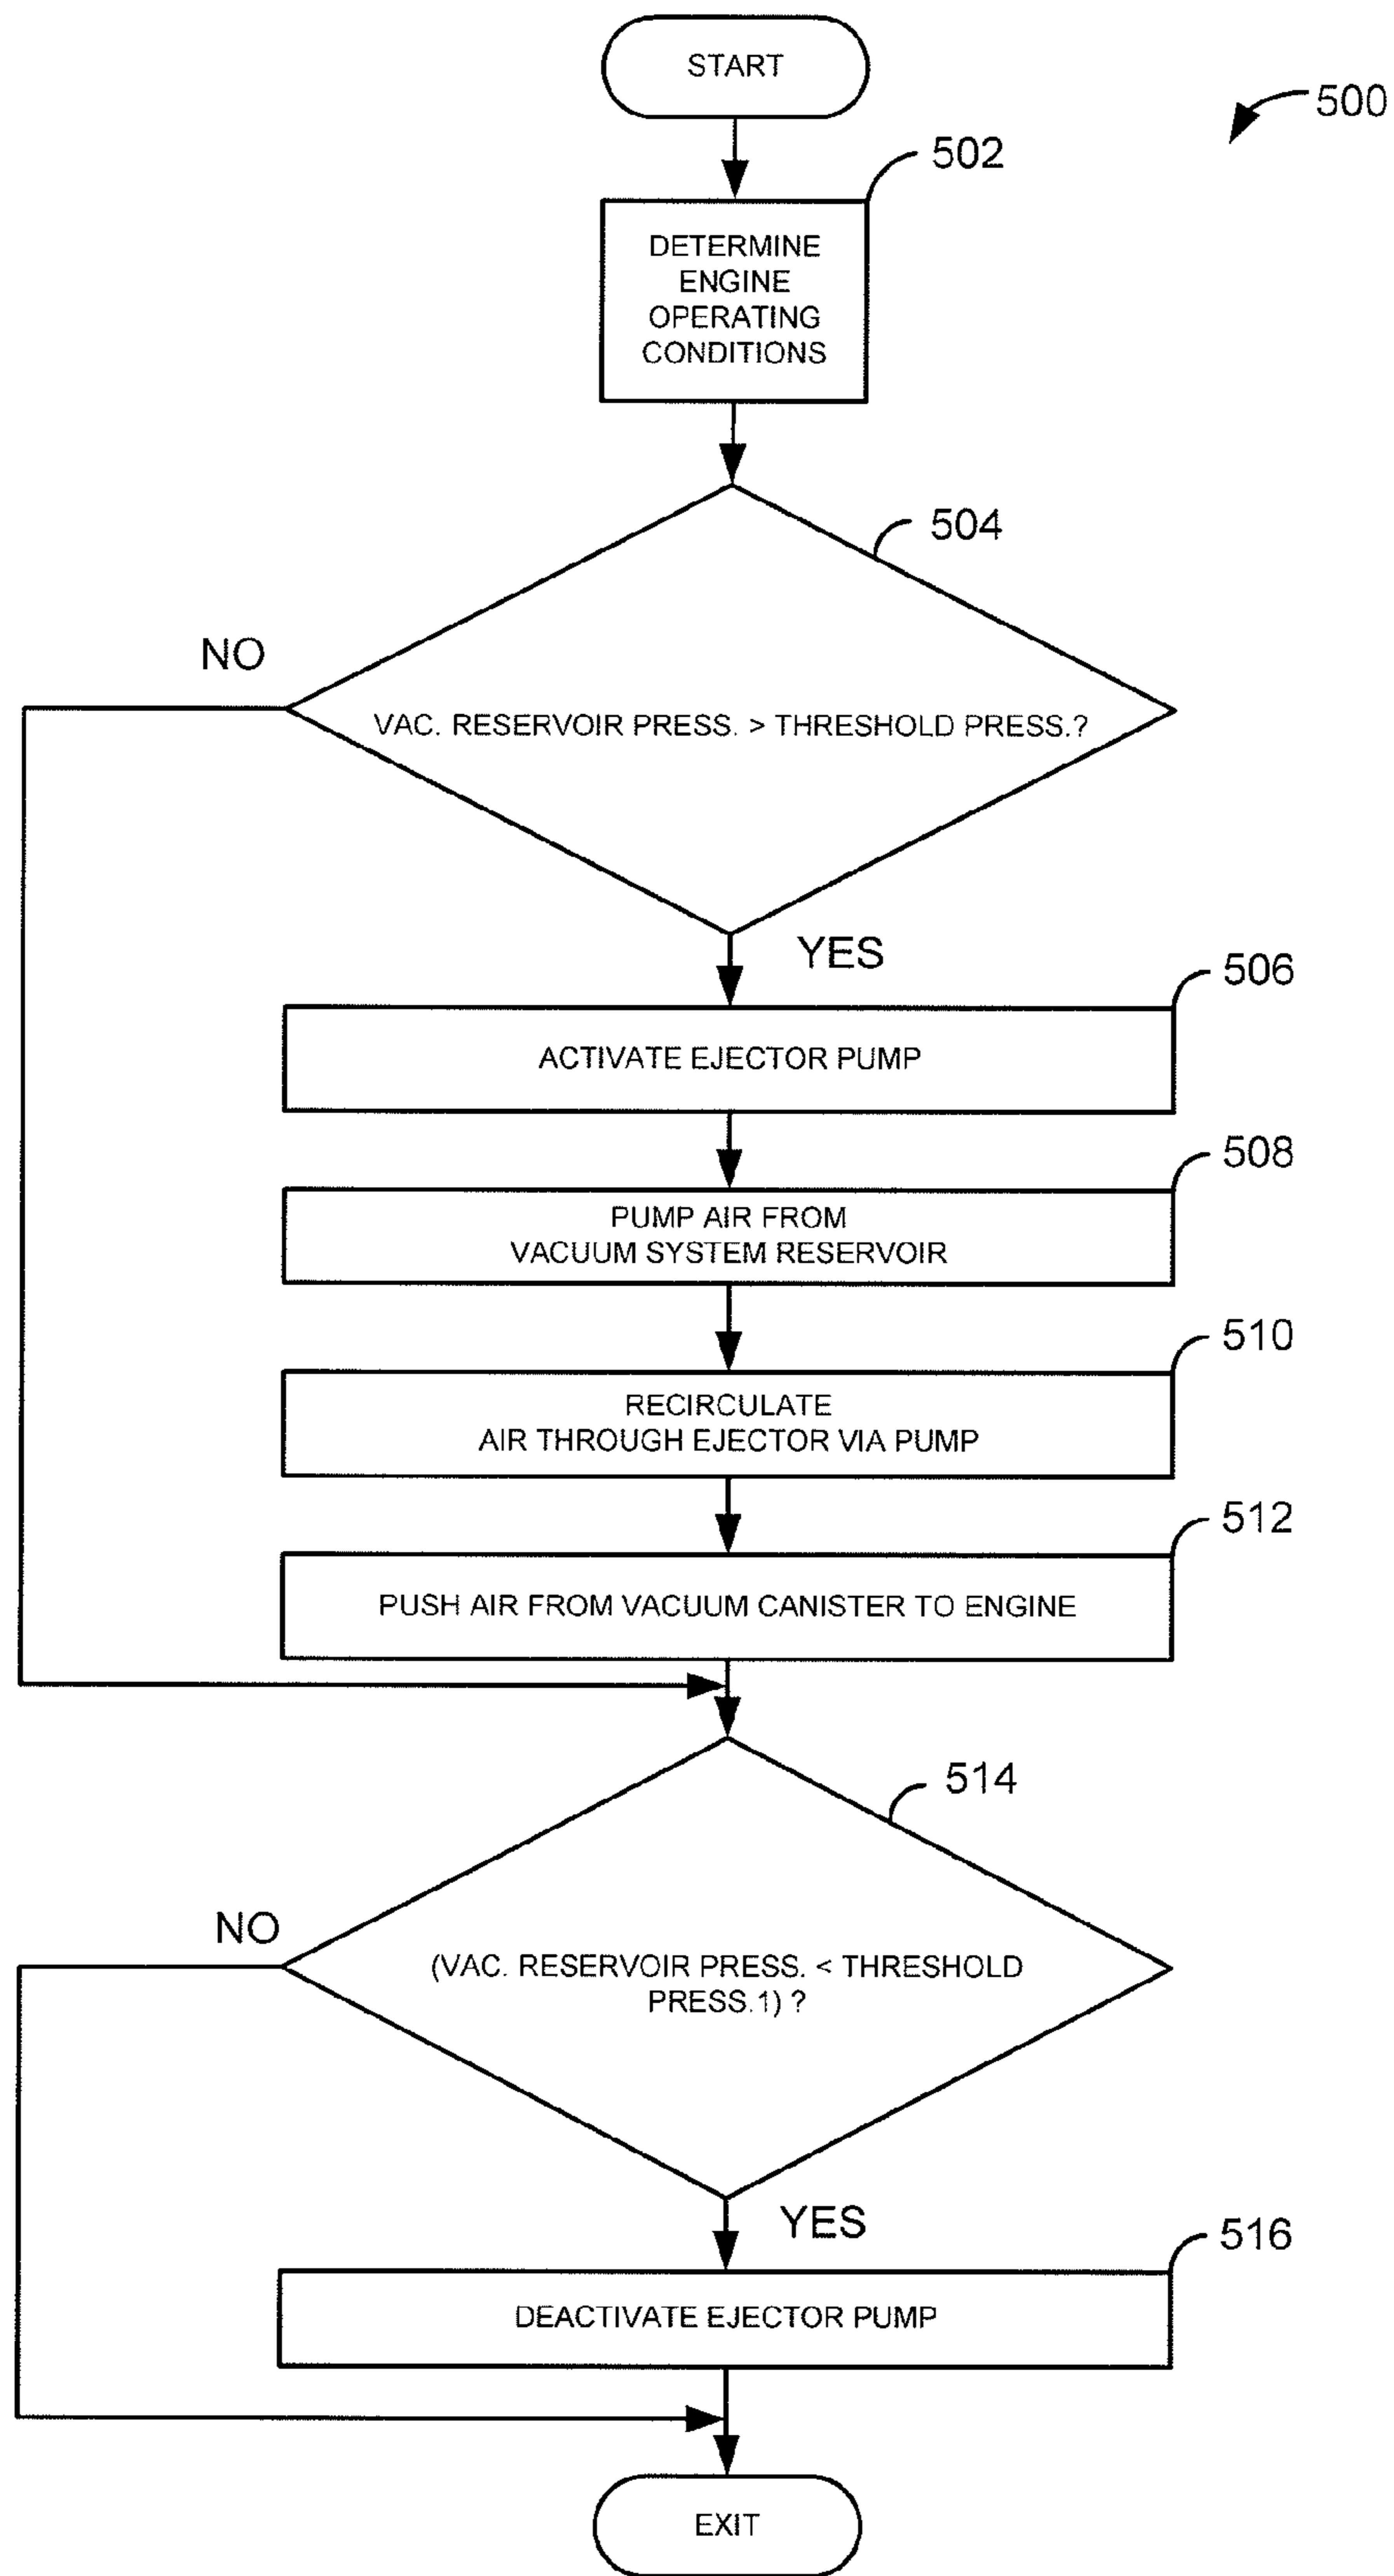 START
500
502
DETERMINE
ENGINE
OPERATING
CONDITIONS
504
NO
VAC. RESERVOIR PRESS. > THRESHOLD PRESS.?
YES
506
ACTIVATE EJECTOR PUMP
508
PUMP AIR FROM
VACUUM SYSTEM RESERVOIR
510
RECIRCULATE
AIR THROUGH EJECTOR VIA PUMP
512
PUSH AIR FROM VACUUM CANISTER TO ENGINE
514
NO
(VAC. RESERVOIR PRESS. < THRESHOLD
PRESS.1) ?
YES
516
DEACTIVATE EJECTOR PUMP
EXIT